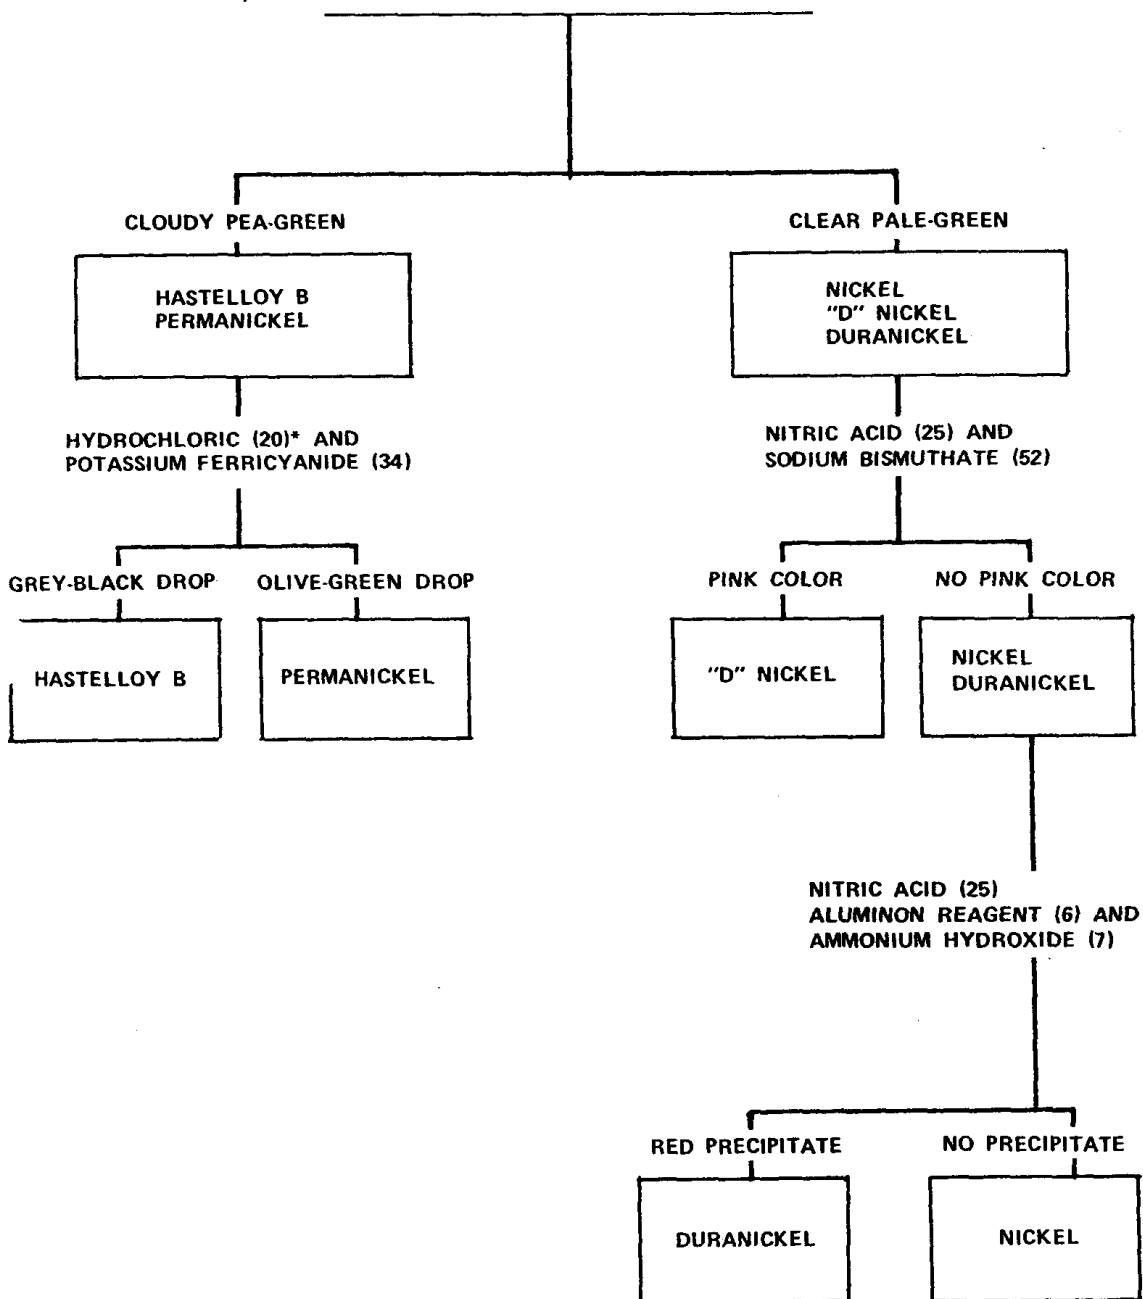 CLOUDY PEA-GREEN
CLEAR PALE-GREEN
HASTELLOY B
PERMANICKEL
NICKEL
"D" NICKEL
DURANICKEL
HYDROCHLORIC (20)* AND
POTASSIUM FERRICYANIDE (34)
NITRIC ACID (25) AND
SODIUM BISMUTHATE (52)
GREY-BLACK DROP
OLIVE-GREEN DROP
PINK COLOR
NO PINK COLOR
HASTELLOY B
PERMANICKEL
"D" NICKEL
NICKEL
DURANICKEL
NITRIC ACID (25)
ALUMINON REAGENT (6) AND
AMMONIUM HYDROXIDE (7)
RED PRECIPITATE
NO PRECIPITATE
DURANICKEL
NICKEL